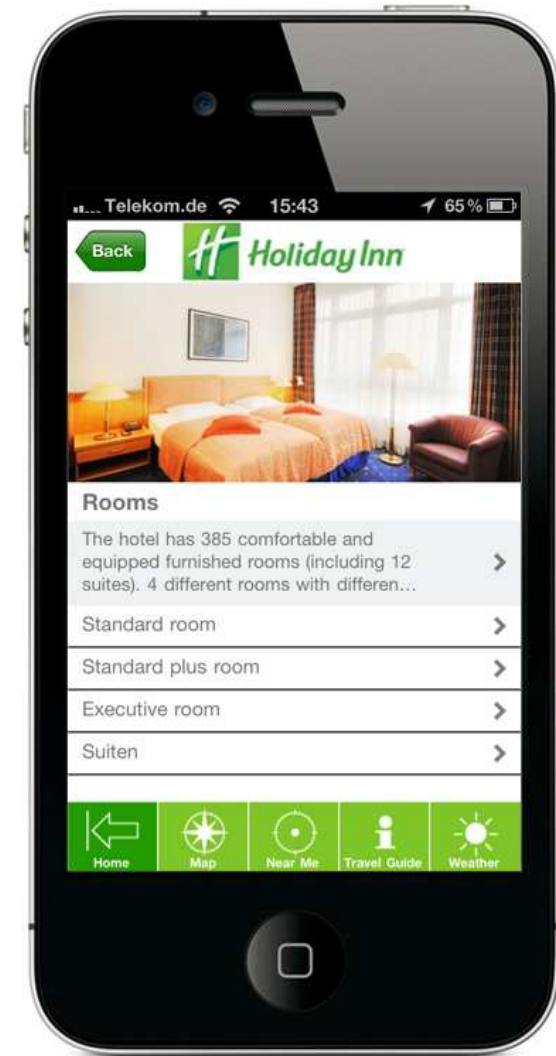 Telekom.de 15:43 65%
Back Holiday Inn
Rooms
The hotel has 385 comfortable and
equipped furnished rooms (including 12
suites). 4 different rooms with differen...
Standard room
Standard plus room
Executive room
Suiten
Home Map Near Me Travel Guide Weather